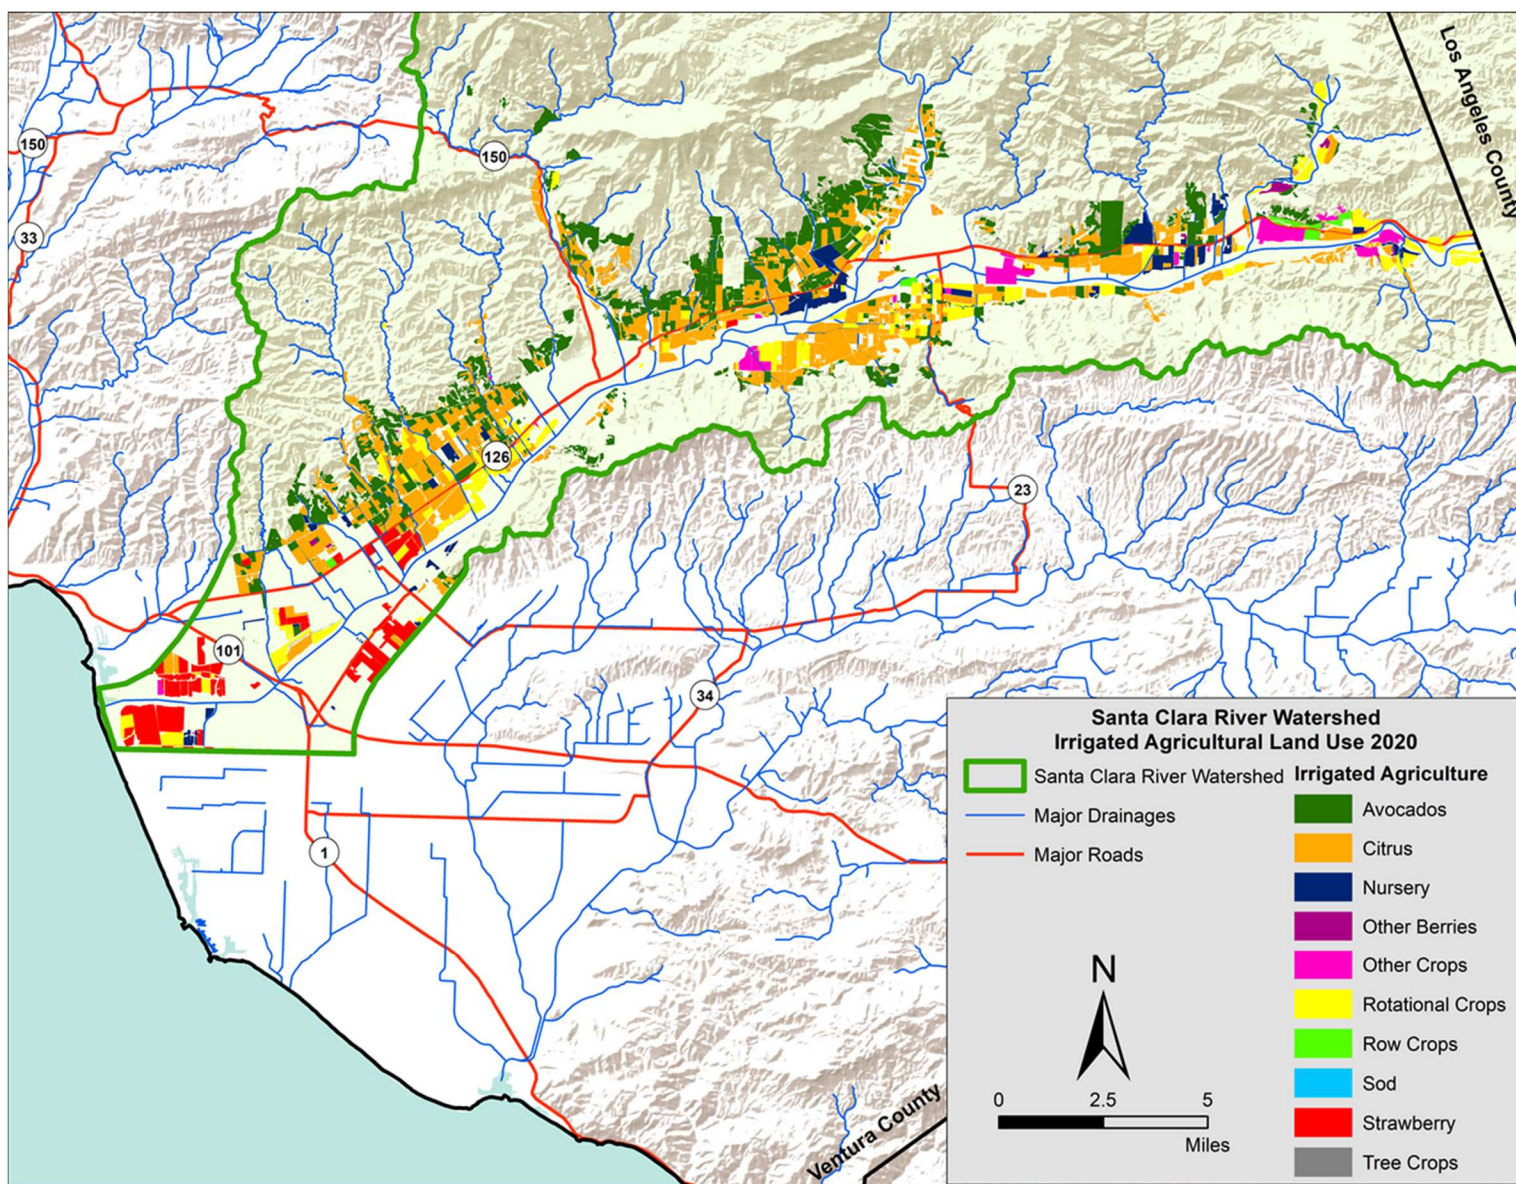 Los Angeles County
150
150
33
126
23
101
34
1
Ventura County
Santa Clara River Watershed
Irrigated Agricultural Land Use 2020
Santa Clara River Watershed
Major Drainages
Major Roads
Irrigated Agriculture
Avocados
Citrus
Nursery
Other Berries
Other Crops
Rotational Crops
Row Crops
Sod
Strawberry
Tree Crops
N
0 2.5 5
Miles